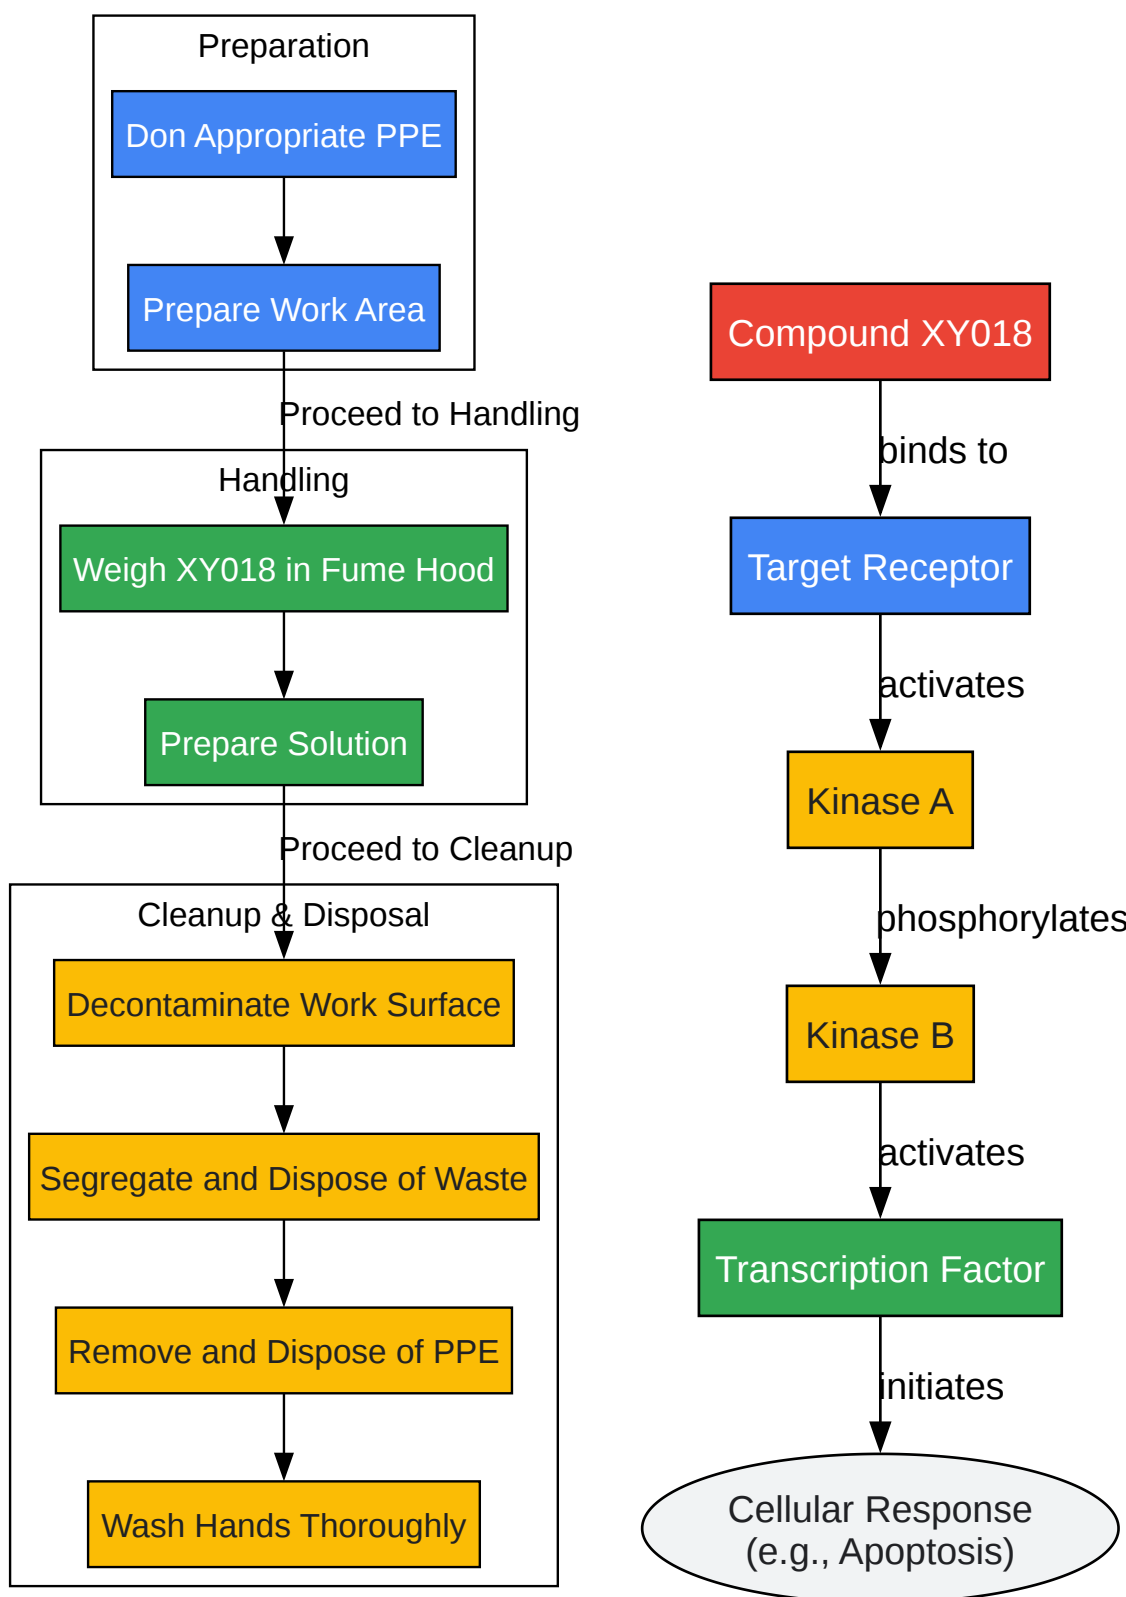 Preparation
Don Appropriate PPE
Prepare Work Area
Proceed to Handling
Handling
Weigh XY018 in Fume Hood
Prepare Solution
Proceed to Cleanup
Cleanup & Disposal
Decontaminate Work Surface
Segregate and Dispose of Waste
Remove and Dispose of PPE
Wash Hands Thoroughly
Compound XY018
binds to
Target Receptor
activates
Kinase A
phosphorylates
Kinase B
activates
Transcription Factor
initiates
Cellular Response
(e.g., Apoptosis)